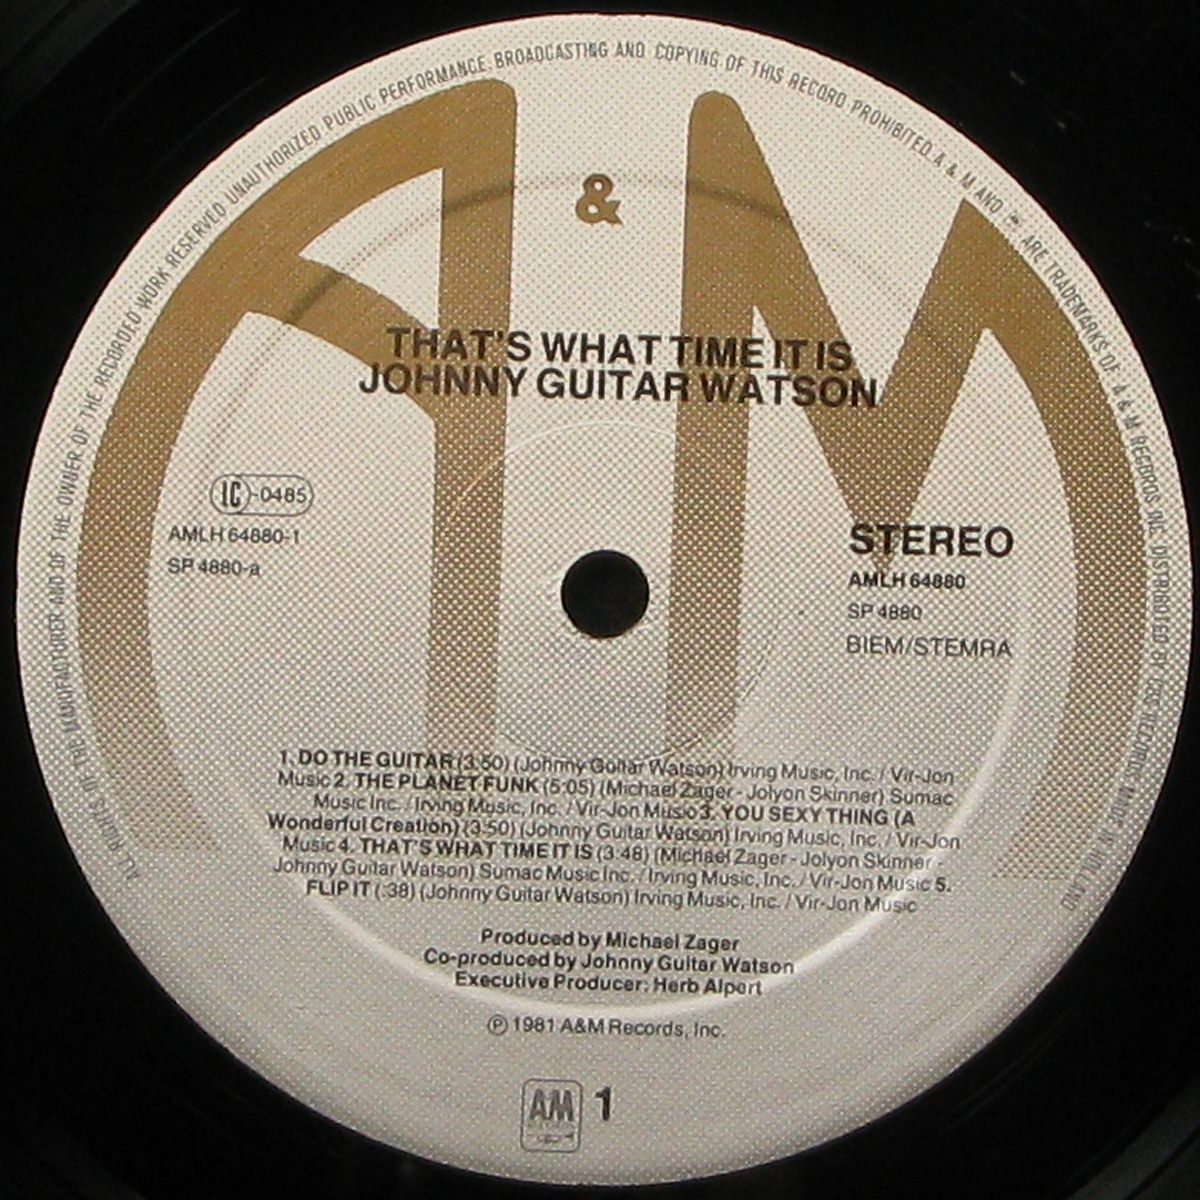 ALL RIGHTS OF THE MANUFACTURER AND OF THE OWNER OF THE RECORDED WORK RESERVED UNAUTHORIZED PUBLIC PERFORMANCE BROADCASTING AND COPYING OF THIS RECORD PROHIBITED. A & M AND ARE TRADEMARKS OF A & M RECORDS INC. DISTRIBUTED BY CBS RECORDS MADE IN HOLLAND
A & M
THAT'S WHAT TIME IT IS
JOHNNY GUITAR WATSON
LC-0485
AMLH 64880-1
SP 4880-a
STEREO
AMLH 64880
SP 4880
BIEM/STEMRA
1. DO THE GUITAR (3:50) (Johnny Guitar Watson) Irving Music, Inc. / Vir-Jon
Music 2. THE PLANET FUNK (5:05) (Michael Zager - Jolyon Skinner) Sumac
Music Inc. / Irving Music, Inc. / Vir-Jon Music 3. YOU SEXY THING (A
Wonderful Creation) (3:50) (Johnny Guitar Watson) Irving Music, Inc. / Vir-Jon
Music 4. THAT'S WHAT TIME IT IS (3:48) (Michael Zager - Jolyon Skinner -
Johnny Guitar Watson) Sumac Music Inc. / Irving Music, Inc. / Vir-Jon Music 5.
FLIP IT (:38) (Johnny Guitar Watson) Irving Music, Inc. / Vir-Jon Music
Produced by Michael Zager
Co-produced by Johnny Guitar Watson
Executive Producer: Herb Alpert
℗ 1981 A&M Records, Inc.
AM 1